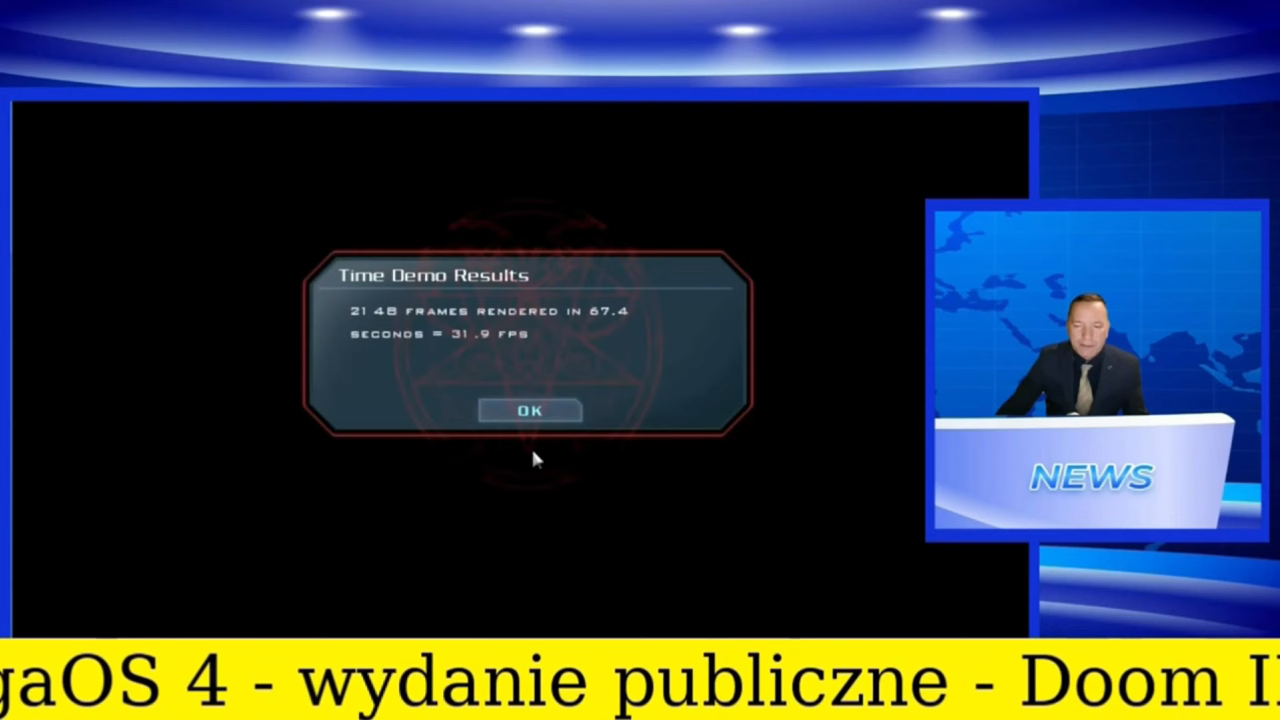 Time Demo Results
2148 FRAMES RENDERED IN 67.4
SECONDS = 31.9 FPS
OK
NEWS
gaOS 4 - wydanie publiczne - Doom II